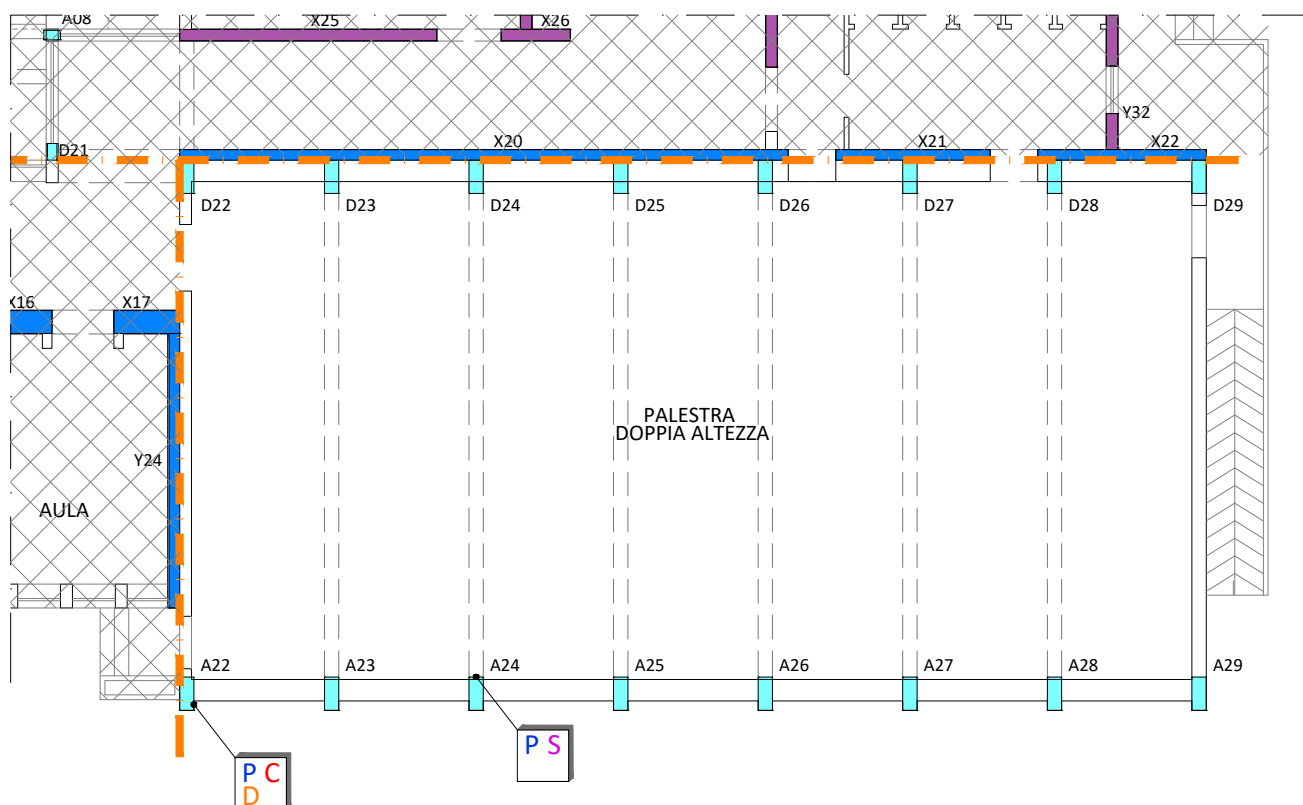 A08
X25
X26
Y32
D21
X20
X21
X22
D22
D23
D24
D25
D26
D27
D28
D29
X16
X17
PALESTRA
DOPPIA ALTEZZA
Y24
AULA
A22
A23
A24
A25
A26
A27
A28
A29
P S
P C
D